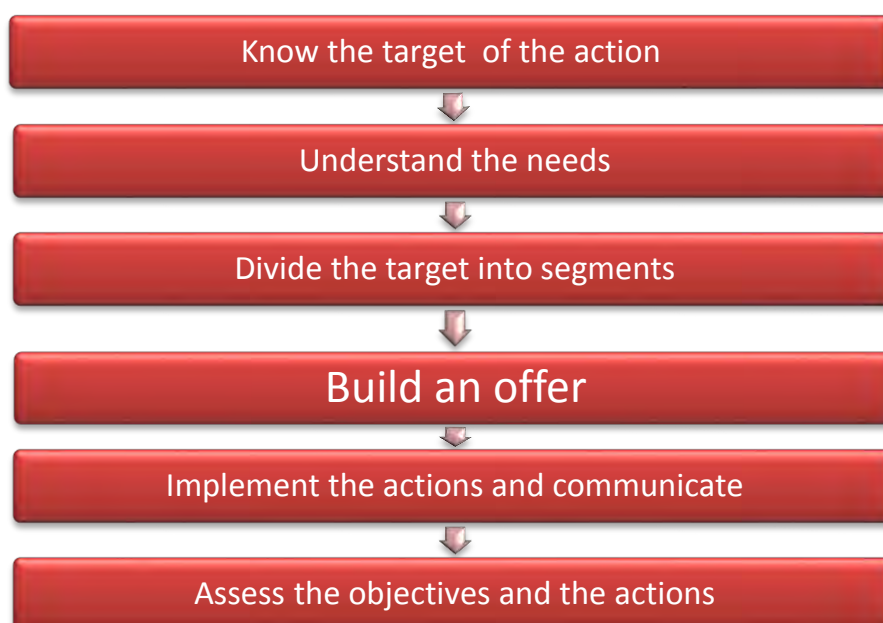 Know the target of the action
Understand the needs
Divide the target into segments
Build an offer
Implement the actions and communicate
Assess the objectives and the actions